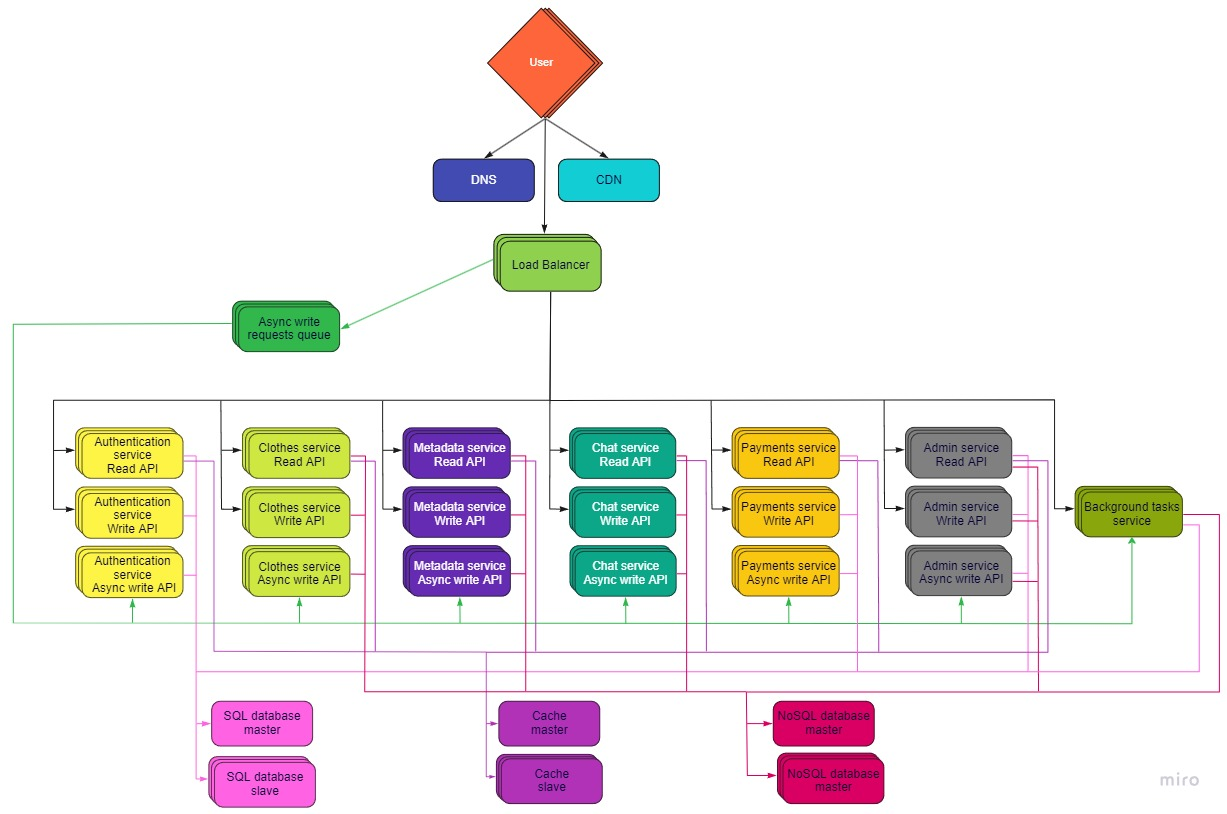 User
DNS
CDN
Load Balancer
Async write
requests queue
Authentication
service
Read API
Clothes service
Read API
Metadata service
Read API
Chat service
Read API
Payments service
Read API
Admin service
Read API
Authentication
service
Write API
Clothes service
Write API
Metadata service
Write API
Chat service
Write API
Payments service
Write API
Admin service
Write API
Background tasks
service
Authentication
service
Async write API
Clothes service
Async write API
Metadata service
Async write API
Chat service
Async write API
Payments service
Async write API
Admin service
Async write API
SQL database
master
Cache
master
NoSQL database
master
SQL database
slave
Cache
slave
NoSQL database
master
miro